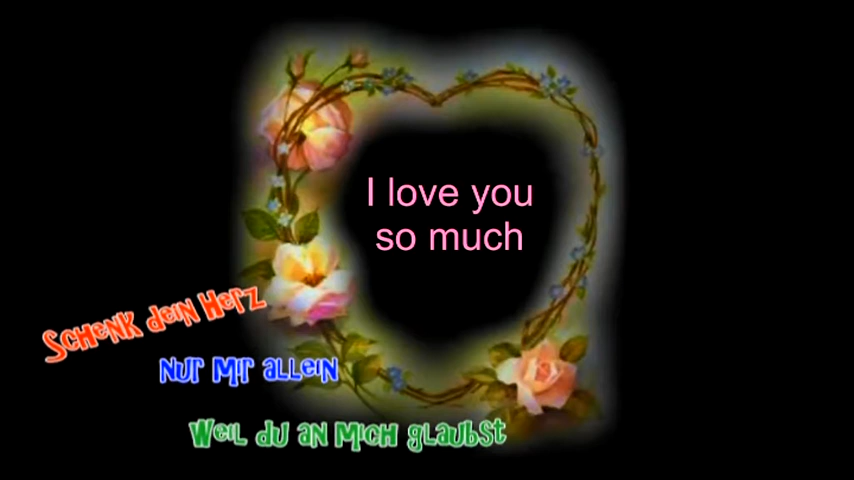 I love you
so much
Schenk dein Herz
Nur Mir allein
Weil du an Mich glaubst